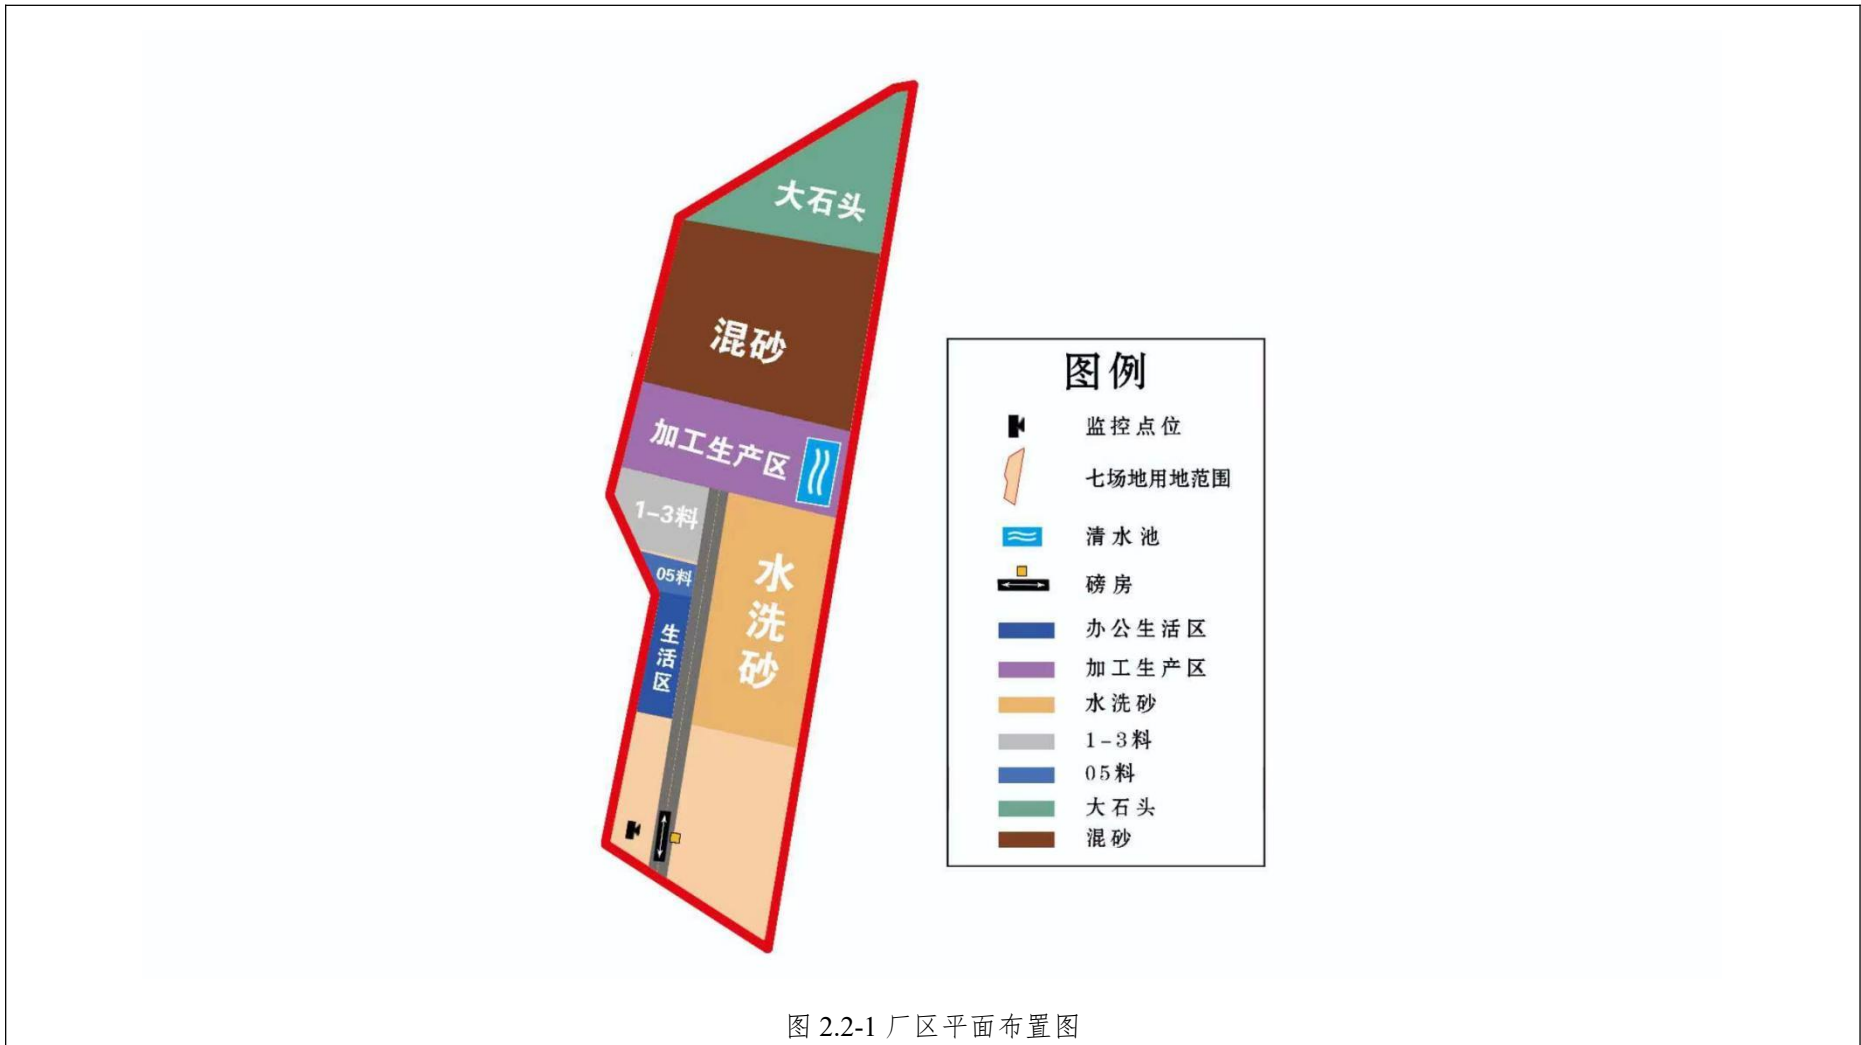 大石头
混砂
加工生产区
1-3料
05料
水洗砂
生活区
图例
监控点位
七场地用地范围
清水池
磅房
办公生活区
加工生产区
水洗砂
1-3料
05料
大石头
混砂
图 2.2-1 厂区平面布置图